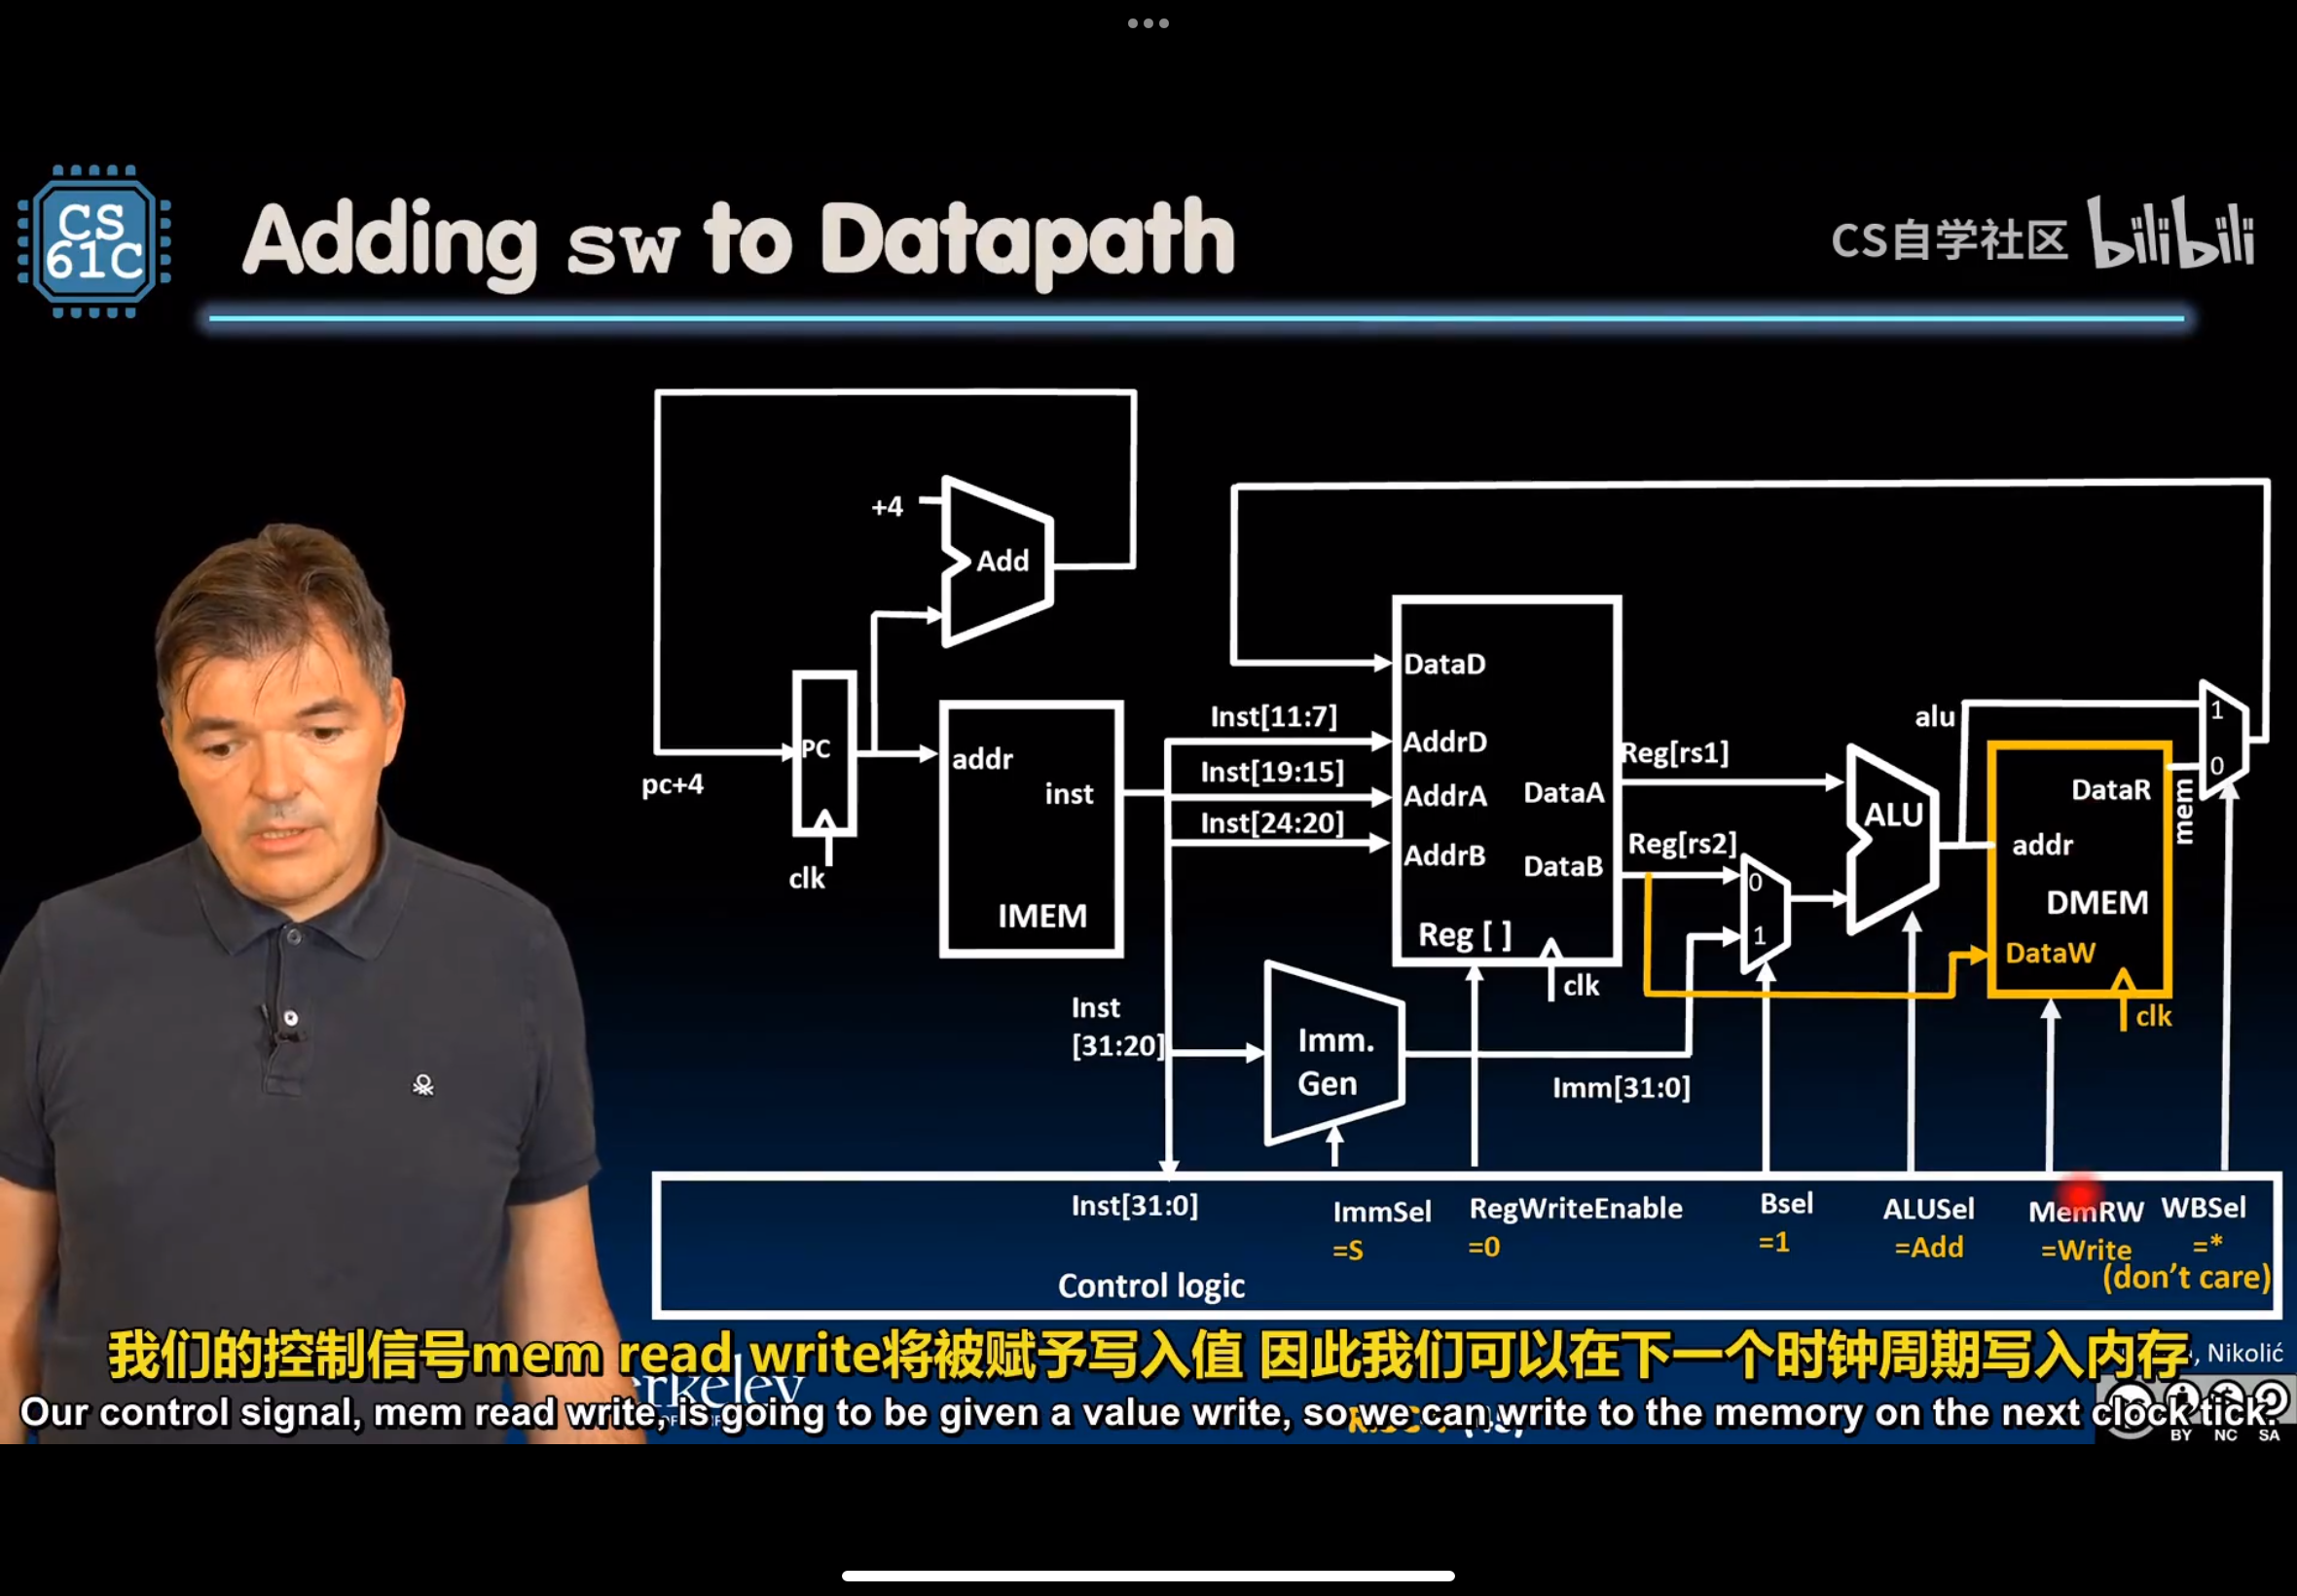 CS
61C
Adding sw to Datapath
CS自学社区 bilibili
+4
Add
DataD
Inst[11:7]
alu
1
PC
addr
AddrD
Reg[rs1]
Inst[19:15]
0
pc+4
inst
AddrA
DataA
DataR
ALU
mem
Inst[24:20]
Reg[rs2]
addr
AddrB
DataB
0
clk
DMEM
IMEM
Reg [ ]
1
DataW
clk
clk
Inst
[31:20]
Imm.
Gen
Imm[31:0]
Inst[31:0]
ImmSel
RegWriteEnable
Bsel
ALUSel
MemRW
WBSel
=S
=0
=1
=Add
=Write
=*
(don't care)
Control logic
我们的控制信号mem read write将被赋予写入值 因此我们可以在下一个时钟周期写入内存
, Nikolić
Our control signal, mem read write, is going to be given a value write, so we can write to the memory on the next clock tick.
BY NC SA